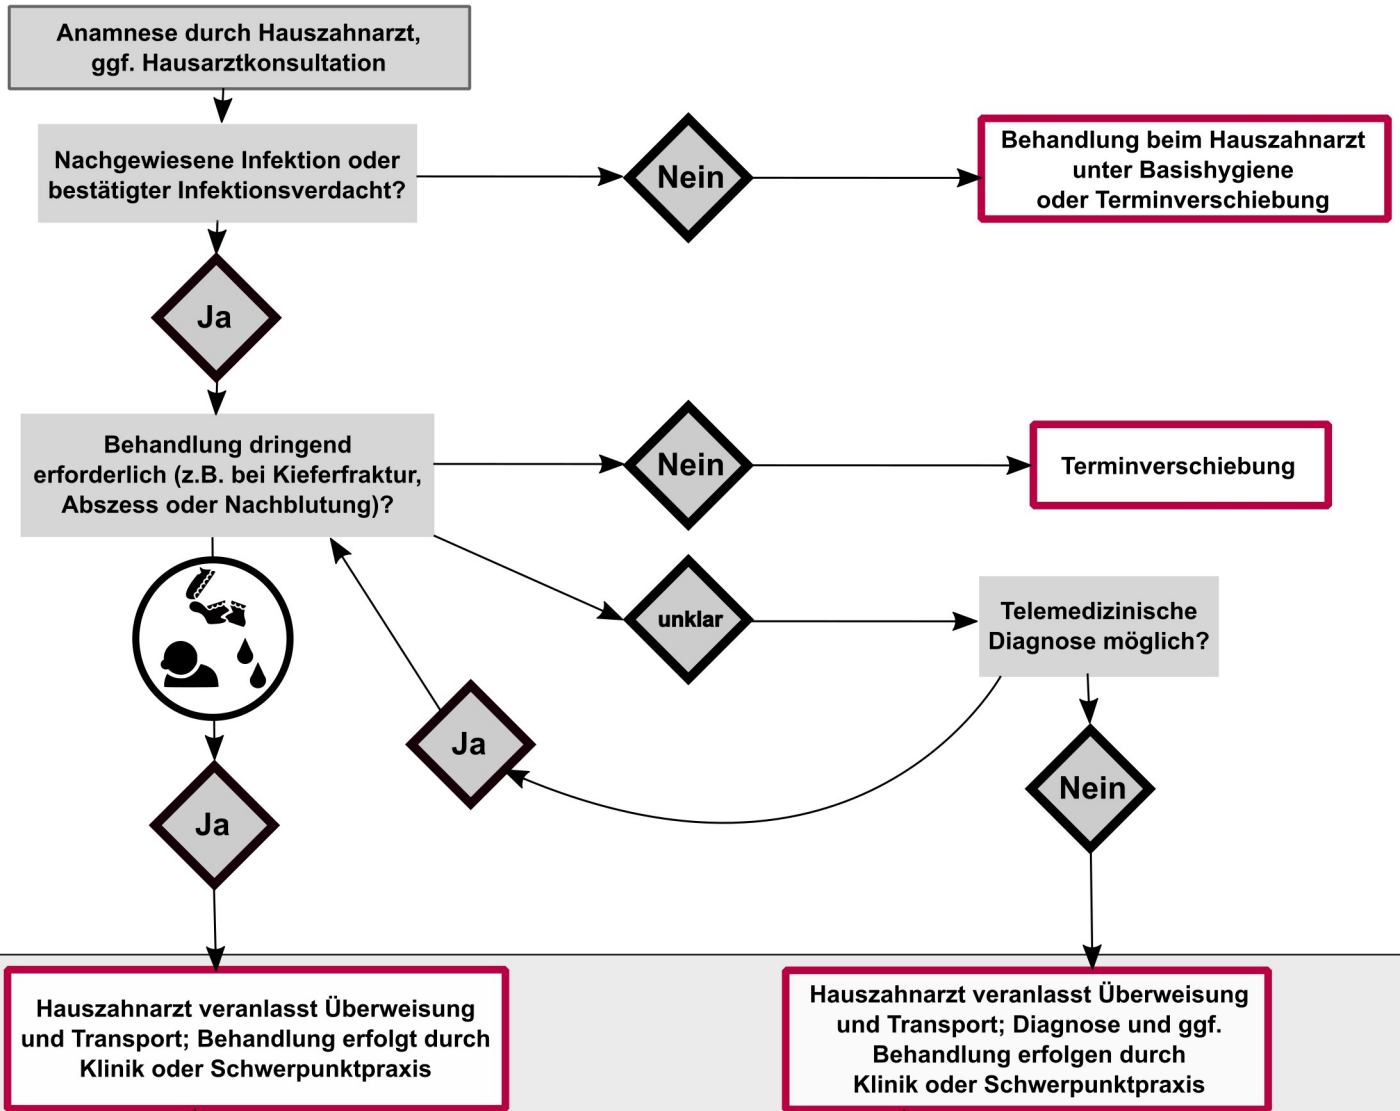 Anamnese durch Hauszahnarzt,
ggf. Hausarztkonsultation
Nachgewiesene Infektion oder
bestätigter Infektionsverdacht?
Nein
Behandlung beim Hauszahnarzt
unter Basishygiene
oder Terminverschiebung
Ja
Behandlung dringend
erforderlich (z.B. bei Kieferfraktur,
Abszess oder Nachblutung)?
Nein
Terminverschiebung
unklar
Telemedizinische
Diagnose möglich?
Ja
Nein
Ja
Hauszahnarzt veranlasst Überweisung
und Transport; Behandlung erfolgt durch
Klinik oder Schwerpunktpraxis
Hauszahnarzt veranlasst Überweisung
und Transport; Diagnose und ggf.
Behandlung erfolgen durch
Klinik oder Schwerpunktpraxis